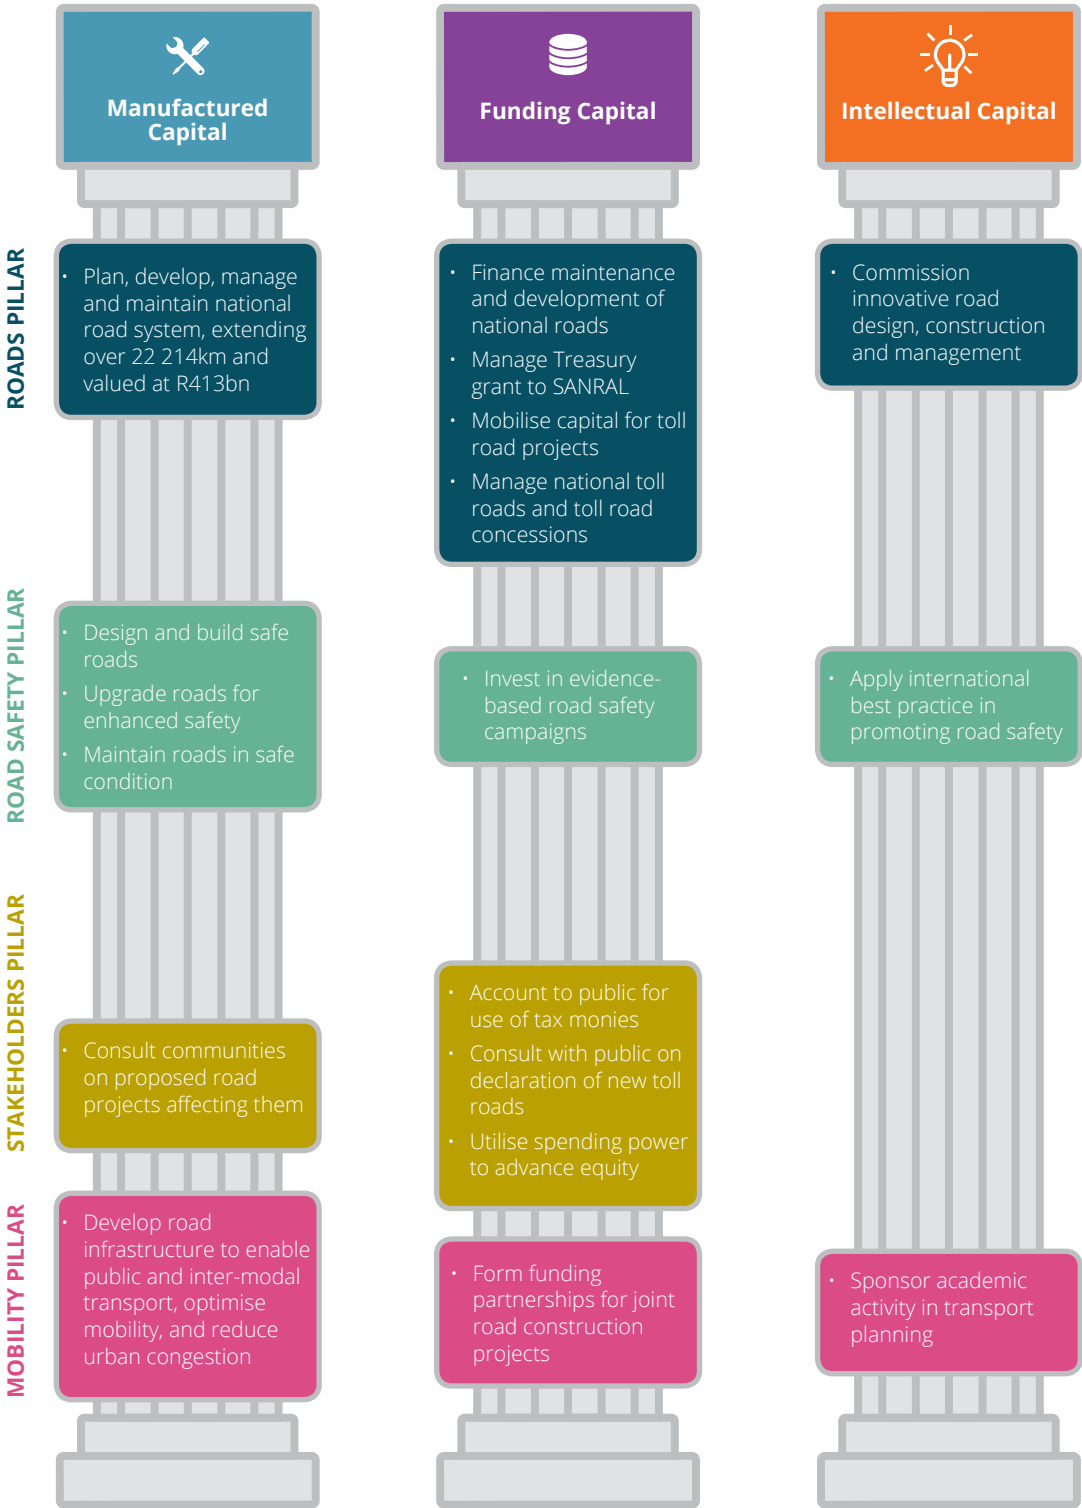 Manufactured
Capital
Funding Capital
Intellectual Capital
ROADS PILLAR
• Plan, develop, manage
and maintain national
road system, extending
over 22 214km and
valued at R413bn
• Finance maintenance
and development of
national roads
• Manage Treasury
grant to SANRAL
• Mobilise capital for toll
road projects
• Manage national toll
roads and toll road
concessions
• Commission
innovative road
design, construction
and management
ROAD SAFETY PILLAR
• Design and build safe
roads
• Upgrade roads for
enhanced safety
• Maintain roads in safe
condition
• Invest in evidence-
based road safety
campaigns
• Apply international
best practice in
promoting road safety
STAKEHOLDERS PILLAR
• Consult communities
on proposed road
projects affecting them
• Account to public for
use of tax monies
• Consult with public on
declaration of new toll
roads
• Utilise spending power
to advance equity
MOBILITY PILLAR
• Develop road
infrastructure to enable
public and inter-modal
transport, optimise
mobility, and reduce
urban congestion
• Form funding
partnerships for joint
road construction
projects
• Sponsor academic
activity in transport
planning